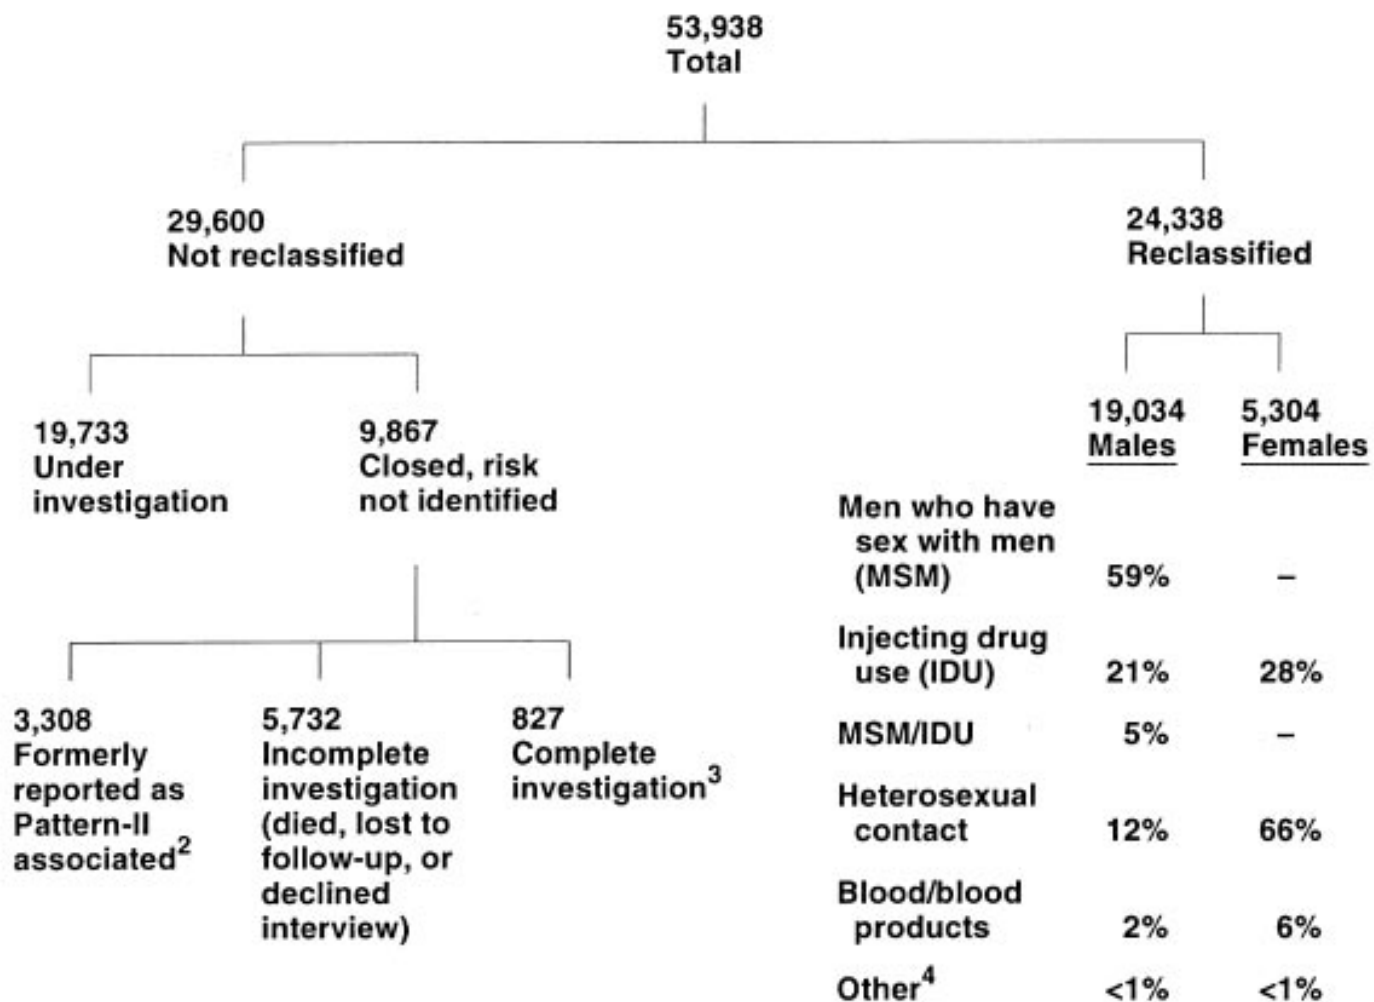 53,938
Total
29,600
Not reclassified
24,338
Reclassified
19,733
Under
investigation
9,867
Closed, risk
not identified
3,308
Formerly
reported as
Pattern-II
associated2
5,732
Incomplete
investigation
(died, lost to
follow-up, or
declined
interview)
827
Complete
investigation3
19,034 5,304
Males Females
Men who have
sex with men
(MSM) 59% –
Injecting drug
use (IDU) 21% 28%
MSM/IDU 5% –
Heterosexual
contact 12% 66%
Blood/blood
products 2% 6%
Other4 <1% <1%